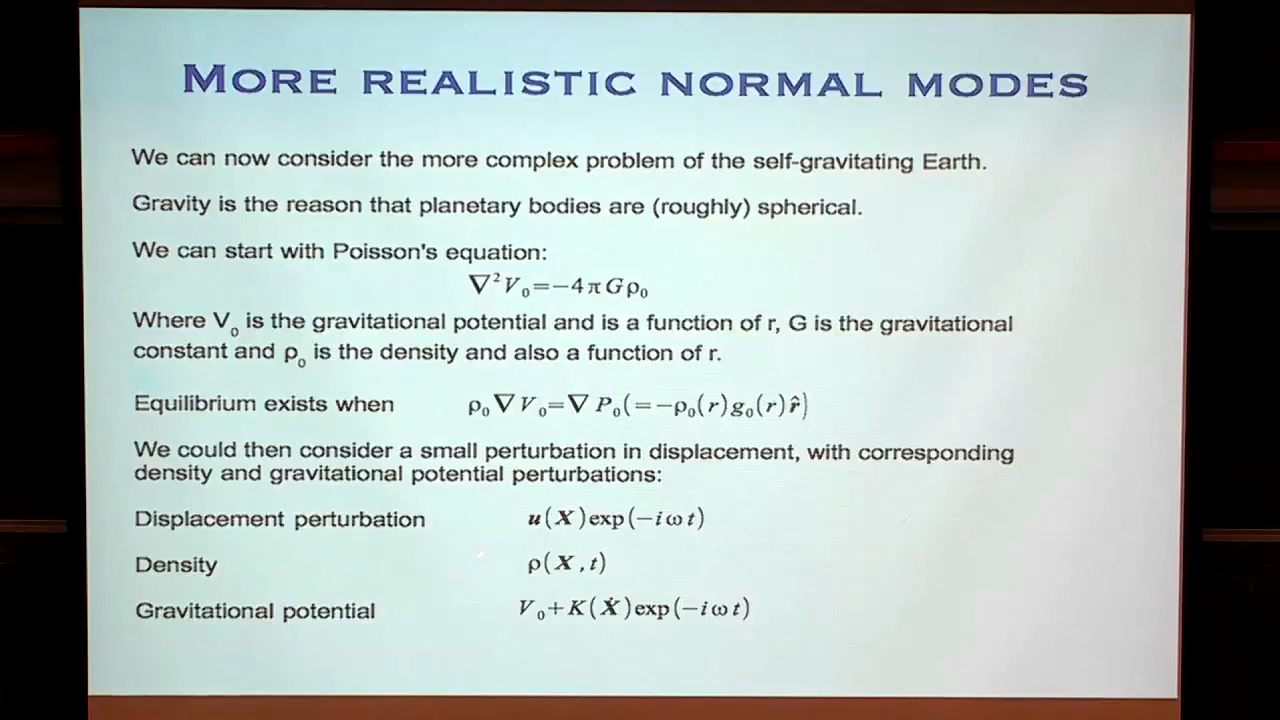 MORE REALISTIC NORMAL MODES
We can now consider the more complex problem of the self-gravitating Earth.
Gravity is the reason that planetary bodies are (roughly) spherical.
We can start with Poisson's equation:
∇²V₀=−4πGρ₀
Where V₀ is the gravitational potential and is a function of r, G is the gravitational
constant and ρ₀ is the density and also a function of r.
Equilibrium exists when ρ₀∇V₀=∇P₀(=−ρ₀(r)g₀(r)r̂)
We could then consider a small perturbation in displacement, with corresponding
density and gravitational potential perturbations:
Displacement perturbation u(X)exp(−iωt)
Density ρ(X,t)
Gravitational potential V₀+K(Ẋ)exp(−iωt)